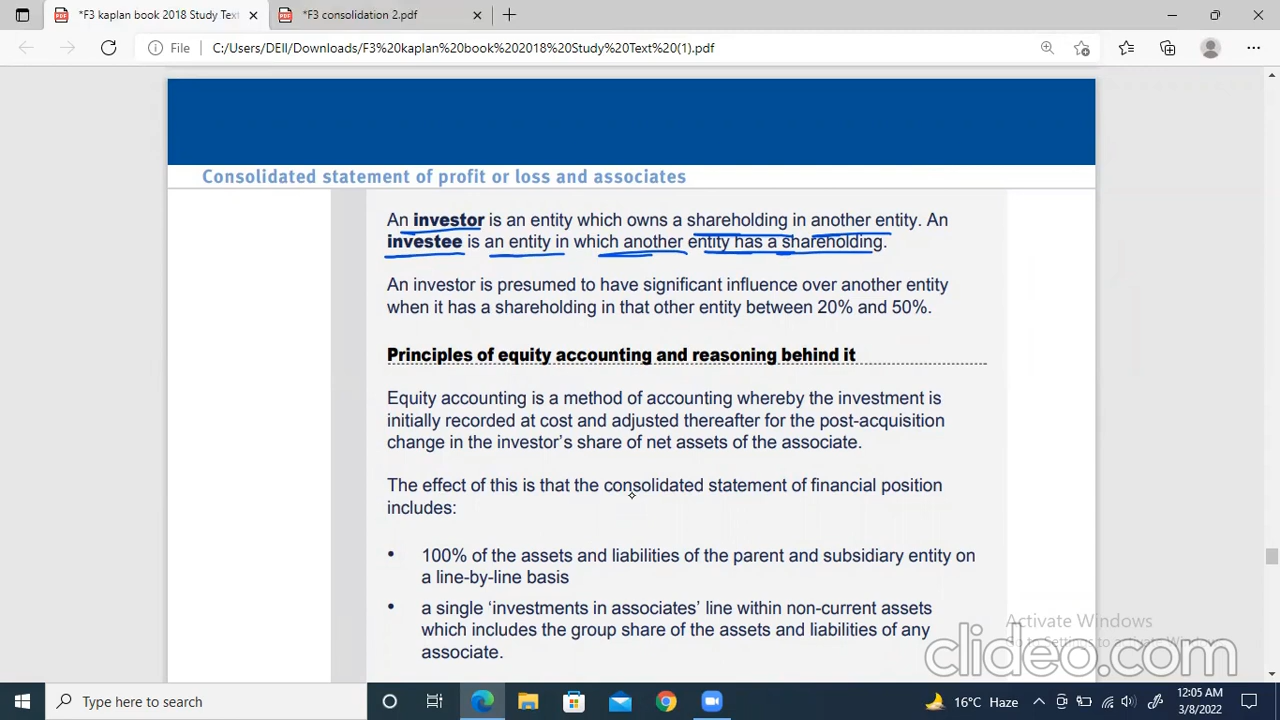 *F3 kaplan book 2018 Study Text
*F3 consolidation 2.pdf
File C:/Users/DEll/Downloads/F3%20kaplan%20book%202018%20Study%20Text%20(1).pdf
Consolidated statement of profit or loss and associates
An investor is an entity which owns a shareholding in another entity. An
investee is an entity in which another entity has a shareholding.
An investor is presumed to have significant influence over another entity
when it has a shareholding in that other entity between 20% and 50%.
Principles of equity accounting and reasoning behind it
Equity accounting is a method of accounting whereby the investment is
initially recorded at cost and adjusted thereafter for the post-acquisition
change in the investor's share of net assets of the associate.
The effect of this is that the consolidated statement of financial position
includes:
• 100% of the assets and liabilities of the parent and subsidiary entity on
a line-by-line basis
• a single 'investments in associates' line within non-current assets
which includes the group share of the assets and liabilities of any
associate.
Activate Windows
Go to Settings to activate Windows.
clideo.com
Type here to search
16°C Haze
12:05 AM
3/8/2022